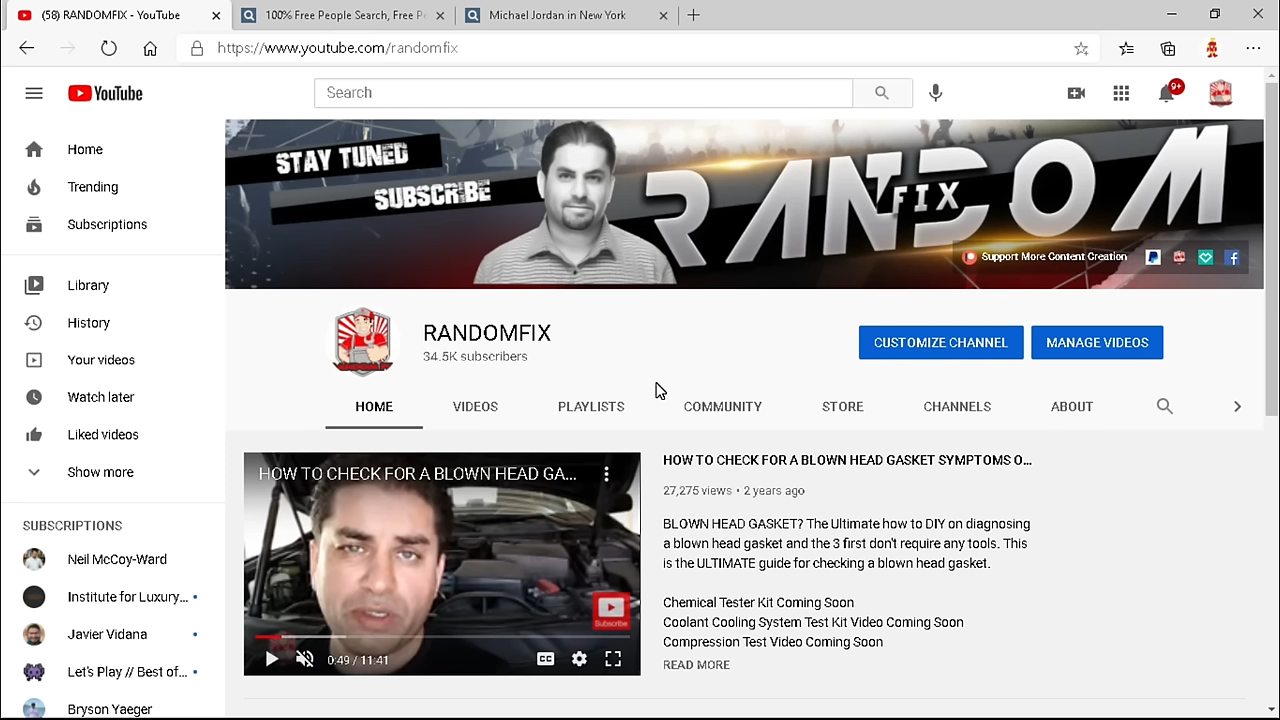 (58) RANDOMFIX - YouTube
100% Free People Search, Free P
Michael Jordan in New York
https://www.youtube.com/randomfix
YouTube
Search
9+
Home
Trending
Subscriptions
Library
History
Your videos
Watch later
Liked videos
Show more
SUBSCRIPTIONS
Neil McCoy-Ward
Institute for Luxury...
Javier Vidana
Let's Play // Best of...
Bryson Yaeger
STAY TUNED
SUBSCRIBE
RANDOM
FIX
Support More Content Creation
RANDOMFIX
34.5K subscribers
CUSTOMIZE CHANNEL
MANAGE VIDEOS
HOME VIDEOS PLAYLISTS COMMUNITY STORE CHANNELS ABOUT
HOW TO CHECK FOR A BLOWN HEAD GA...
Subscribe
0:49 / 11:41
CC
HOW TO CHECK FOR A BLOWN HEAD GASKET SYMPTOMS O...
27,275 views • 2 years ago
BLOWN HEAD GASKET? The Ultimate how to DIY on diagnosing
a blown head gasket and the 3 first don't require any tools. This
is the ULTIMATE guide for checking a blown head gasket.
Chemical Tester Kit Coming Soon
Coolant Cooling System Test Kit Video Coming Soon
Compression Test Video Coming Soon
READ MORE